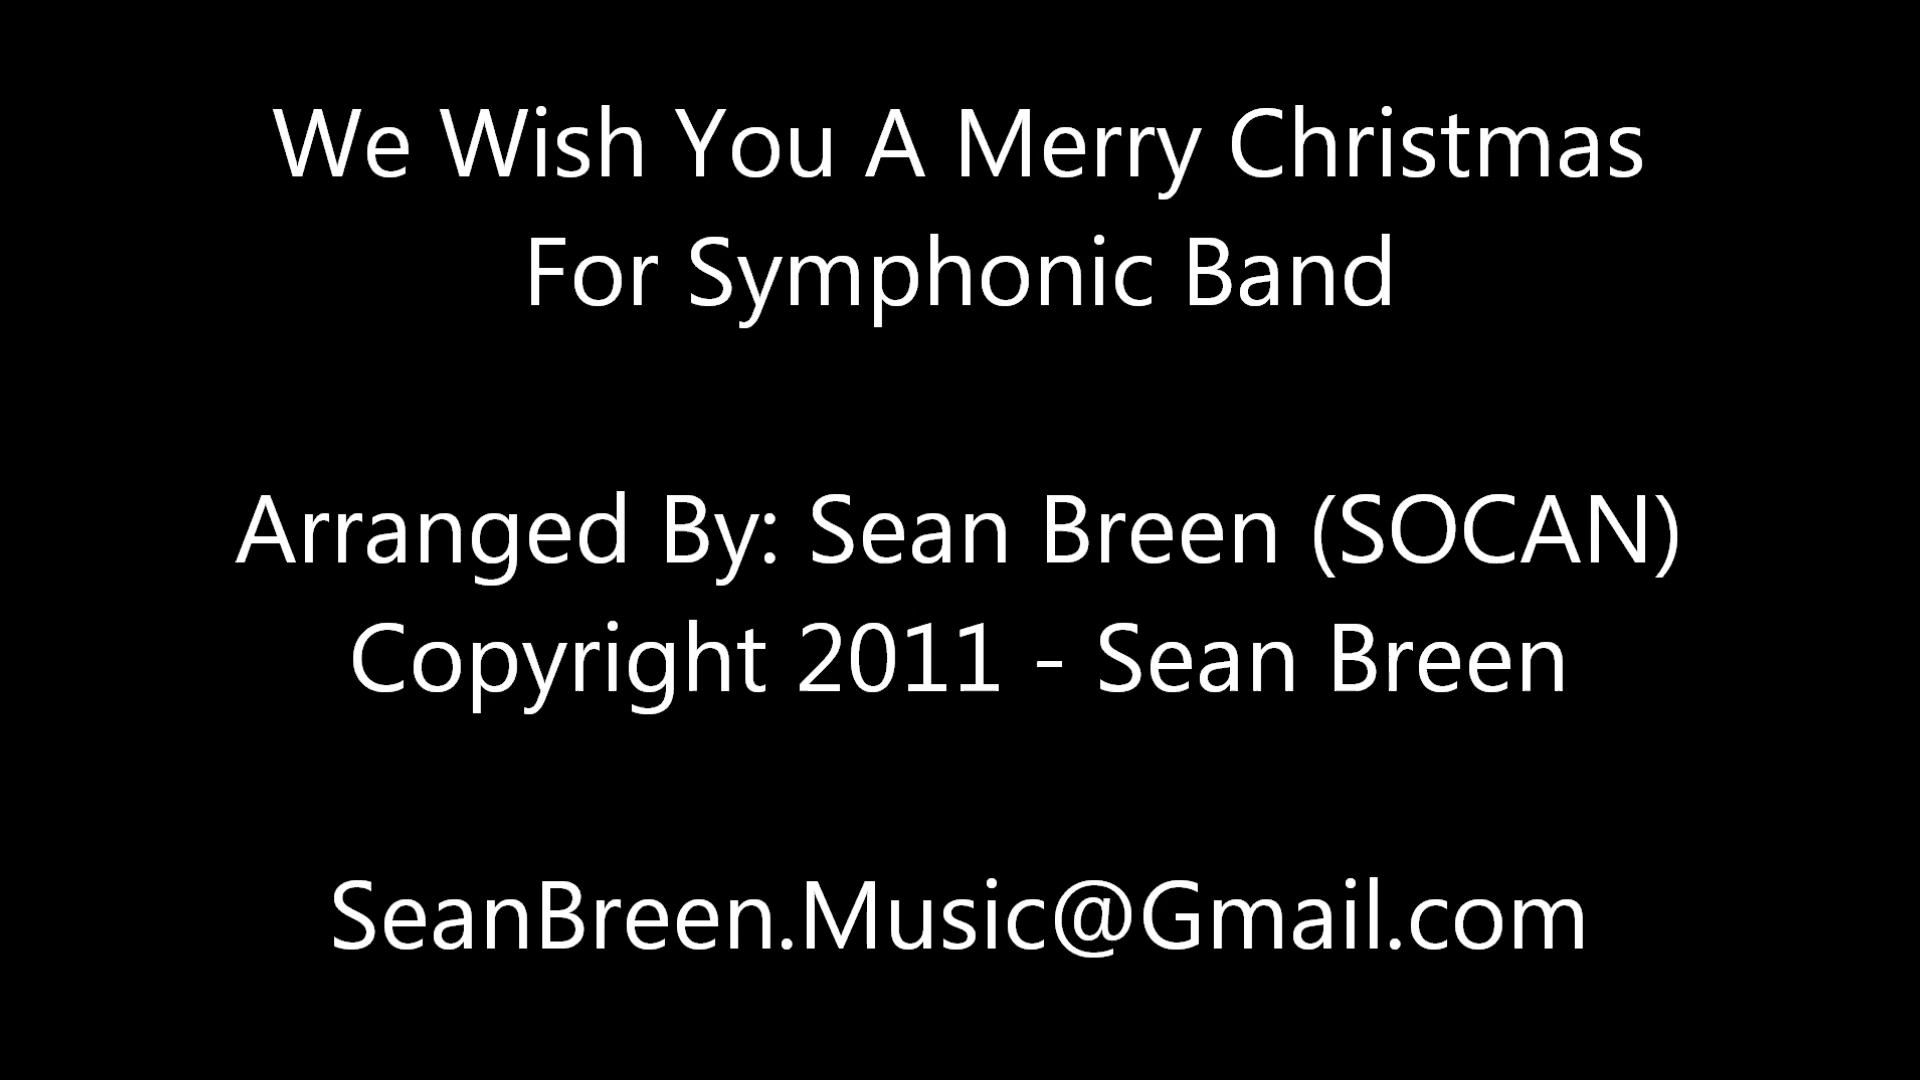 We Wish You A Merry Christmas
For Symphonic Band
Arranged By: Sean Breen (SOCAN)
Copyright 2011 - Sean Breen
SeanBreen.Music@Gmail.com